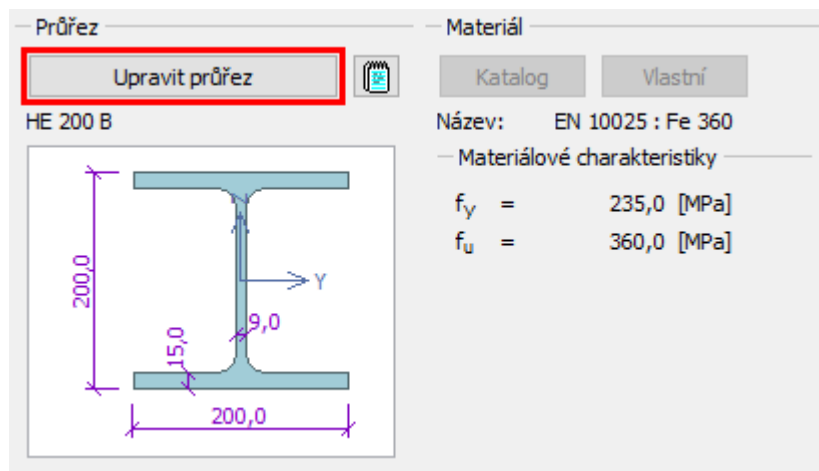 Průřez
Upravit průřez
HE 200 B
200,0
15,0
9,0
Y
200,0
Materiál
Katalog
Vlastní
Název: EN 10025 : Fe 360
Materiálové charakteristiky
fy = 235,0 [MPa]
fu = 360,0 [MPa]